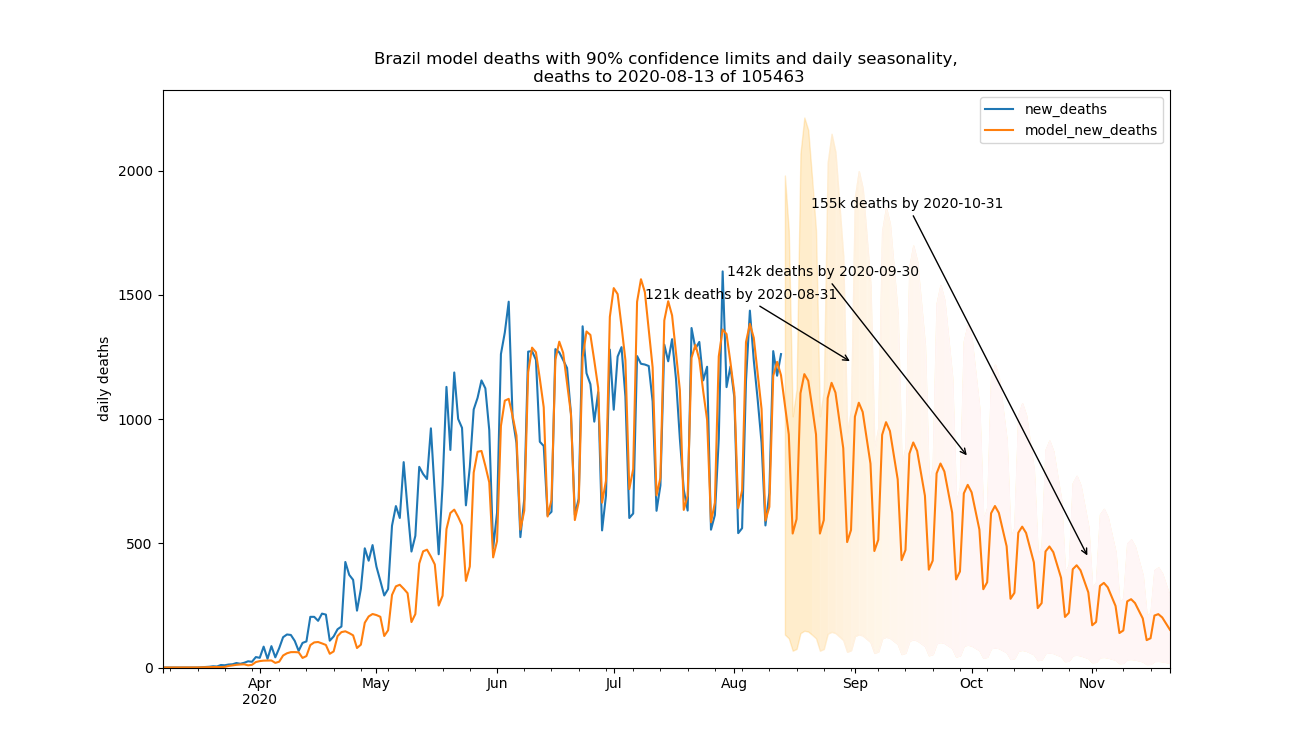 Brazil model deaths with 90% confidence limits and daily seasonality,
deaths to 2020-08-13 of 105463
new_deaths
model_new_deaths
155k deaths by 2020-10-31
142k deaths by 2020-09-30
121k deaths by 2020-08-31
daily deaths
2000
1500
1000
500
0
Apr
2020
May
Jun
Jul
Aug
Sep
Oct
Nov